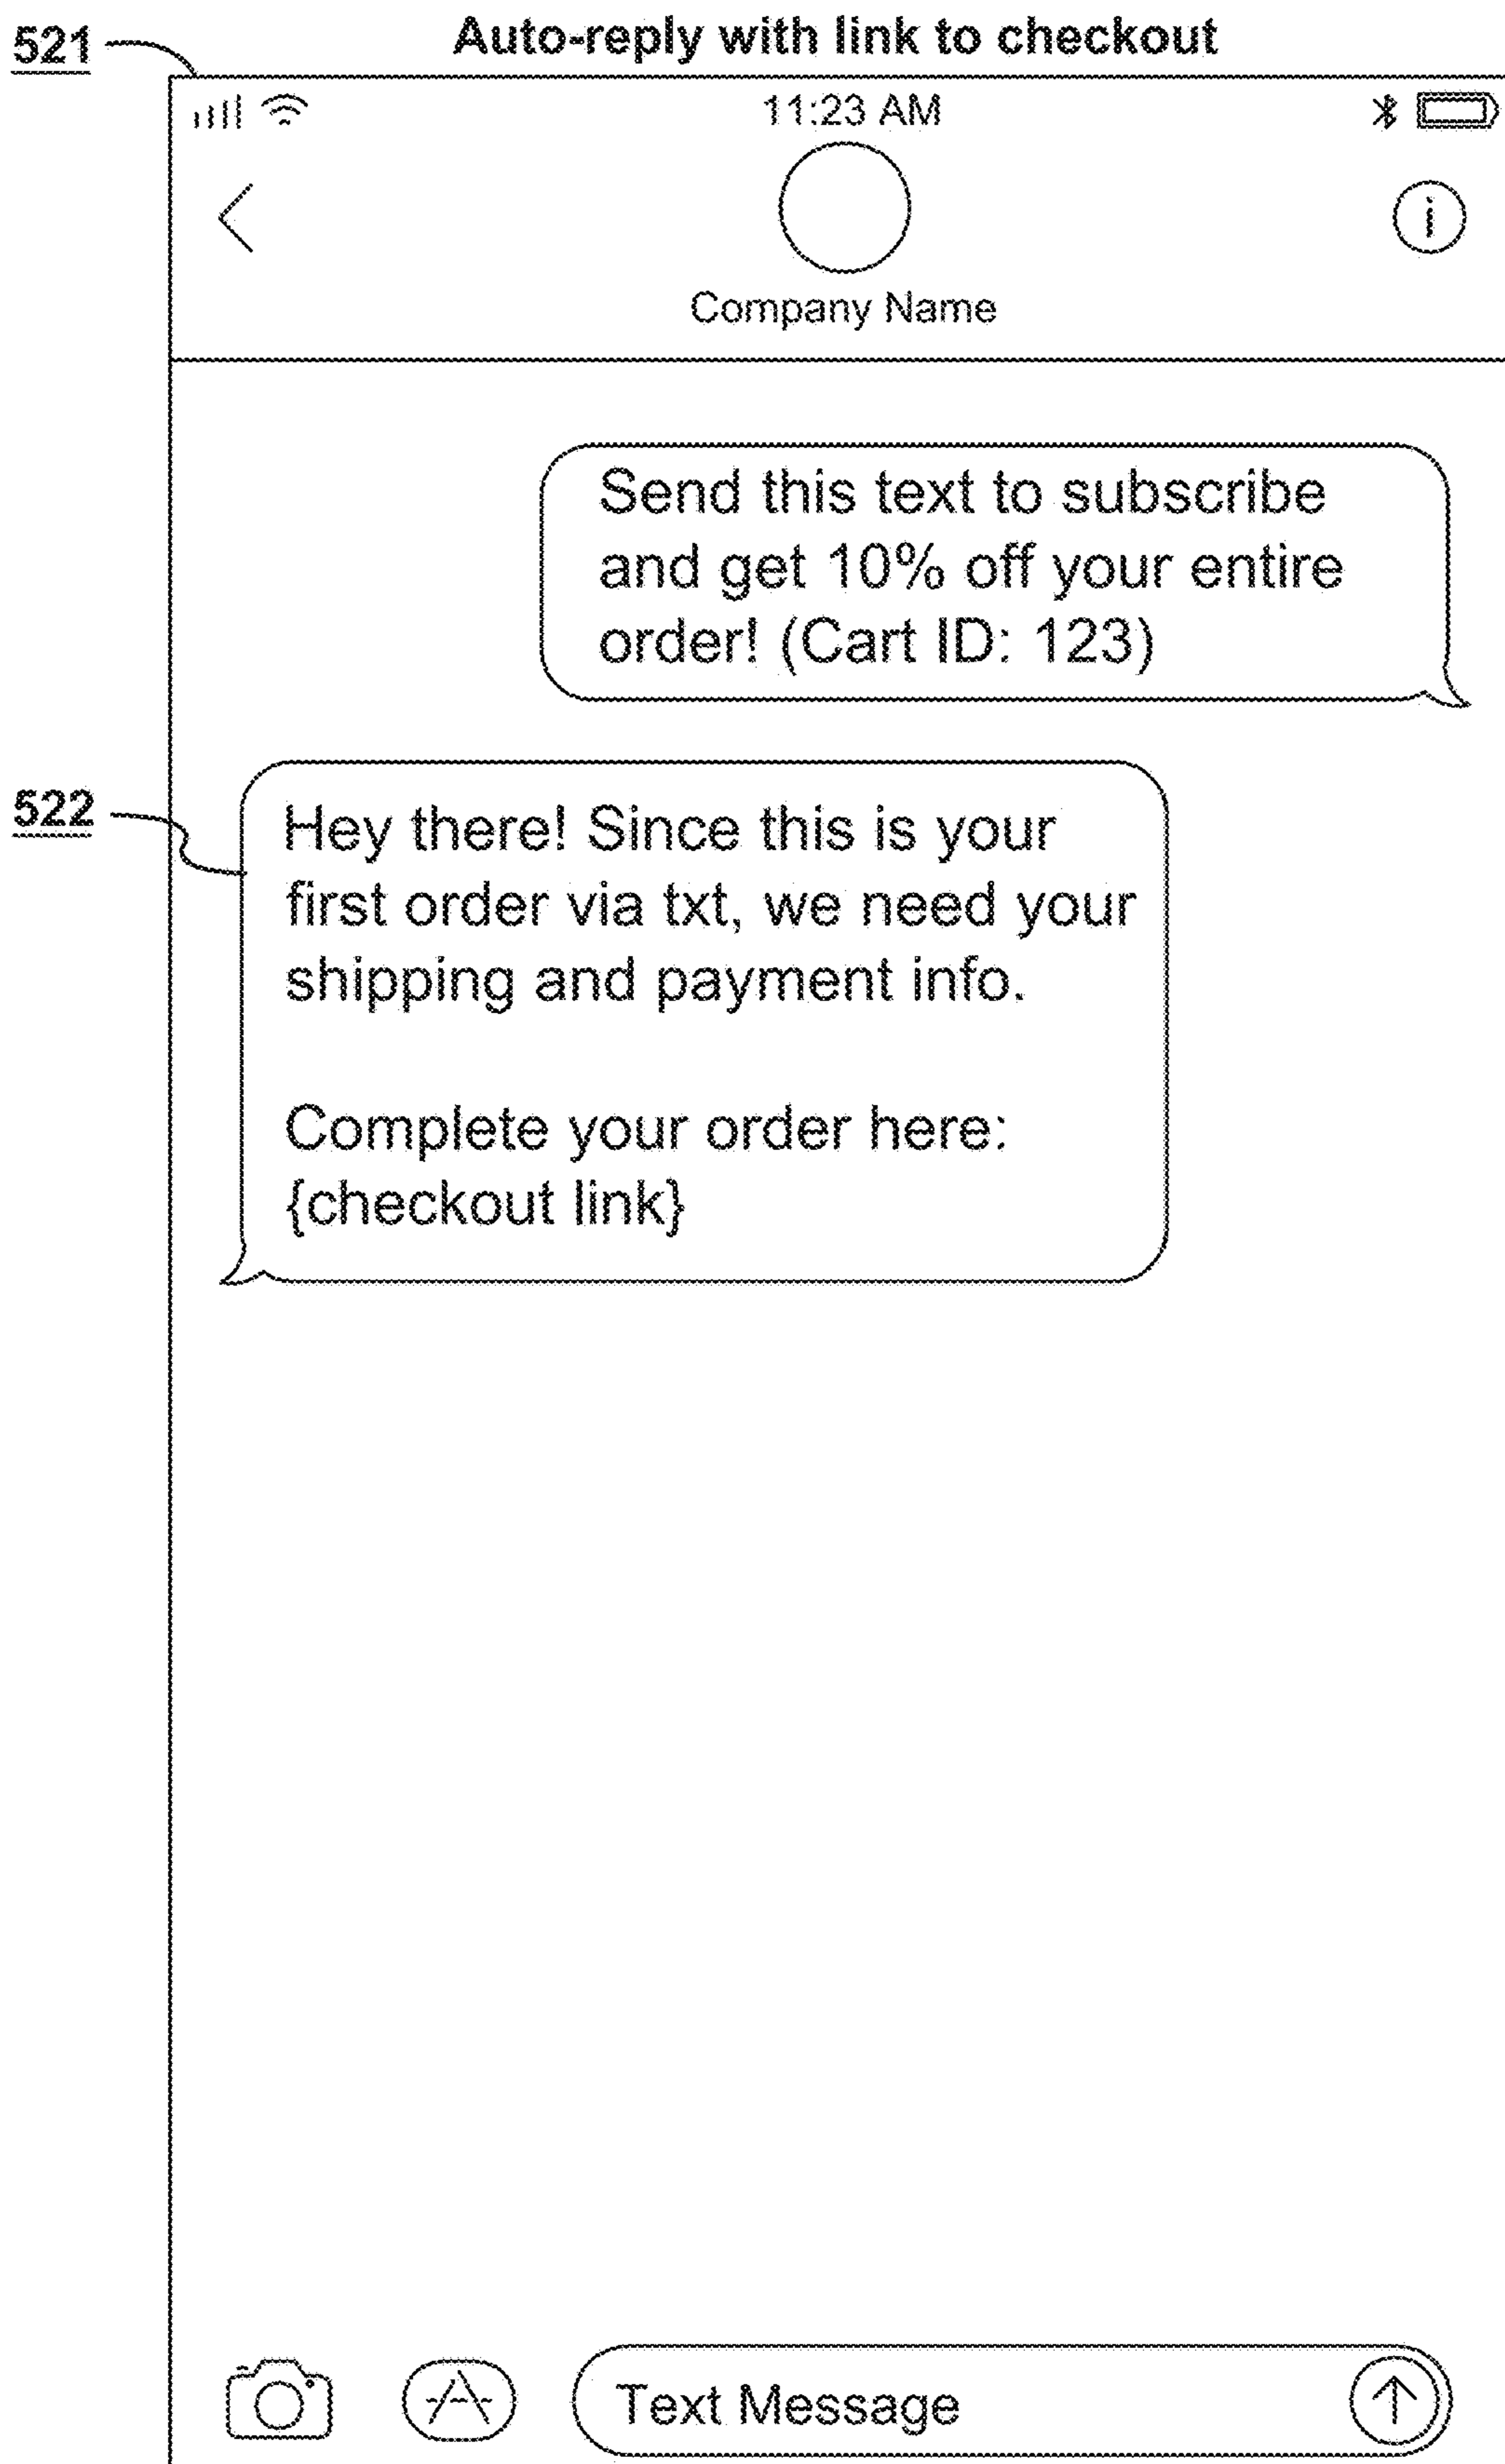 521
Auto-reply with link to checkout
11:23 AM
i
Company Name
Send this text to subscribe
and get 10% off your entire
order! (Cart ID: 123)
522
Hey there! Since this is your
first order via txt, we need your
shipping and payment info.
Complete your order here:
{checkout link}
Text Message